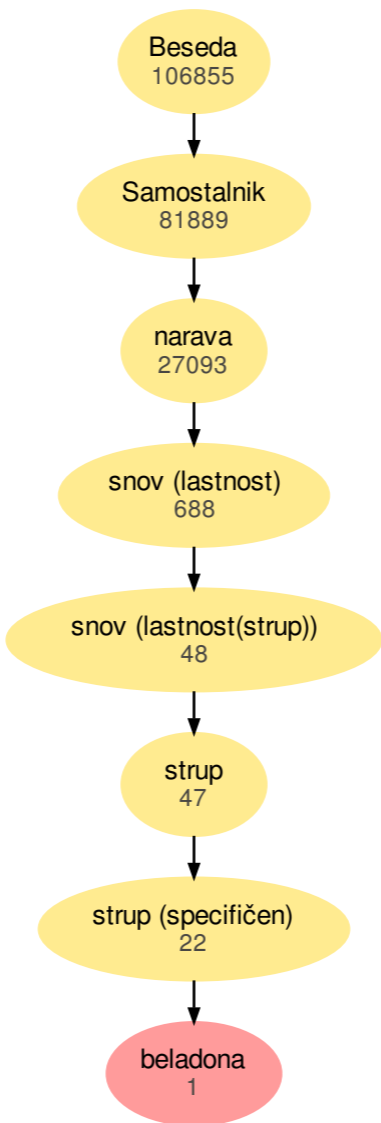 Beseda
106855
Samostalnik
81889
narava
27093
snov (lastnost)
688
snov (lastnost(strup))
48
strup
47
strup (specifičen)
22
beladona
1